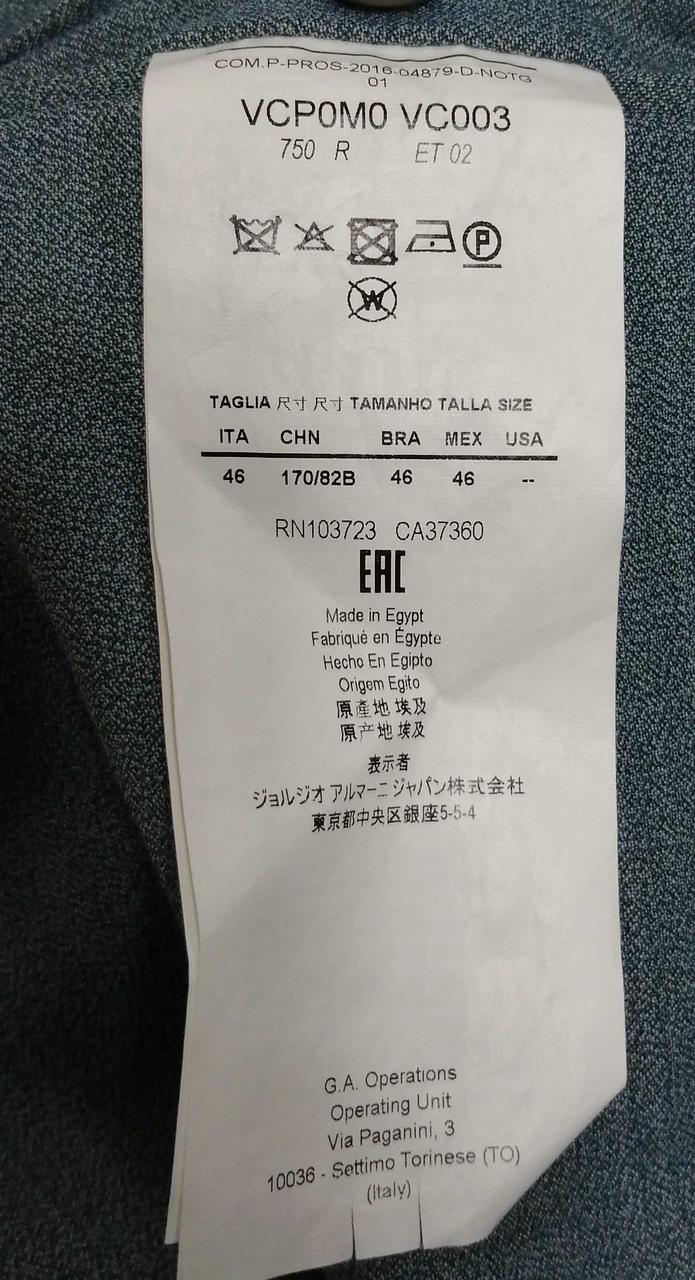 COM.P-PROS-2016-04879-D-NOTG
01
VCP0M0 VC003
750 R ET 02
P
W
TAGLIA 尺寸 尺寸 TAMANHO TALLA SIZE
ITA CHN BRA MEX USA
46 170/82B 46 46 --
RN103723 CA37360
EAC
Made in Egypt
Fabriqué en Égypte
Hecho En Egipto
Origem Egito
原產地 埃及
原产地 埃及
表示者
ジョルジオ アルマーニ ジャパン株式会社
東京都中央区銀座5-5-4
G.A. Operations
Operating Unit
Via Paganini, 3
10036 - Settimo Torinese (TO)
(Italy)